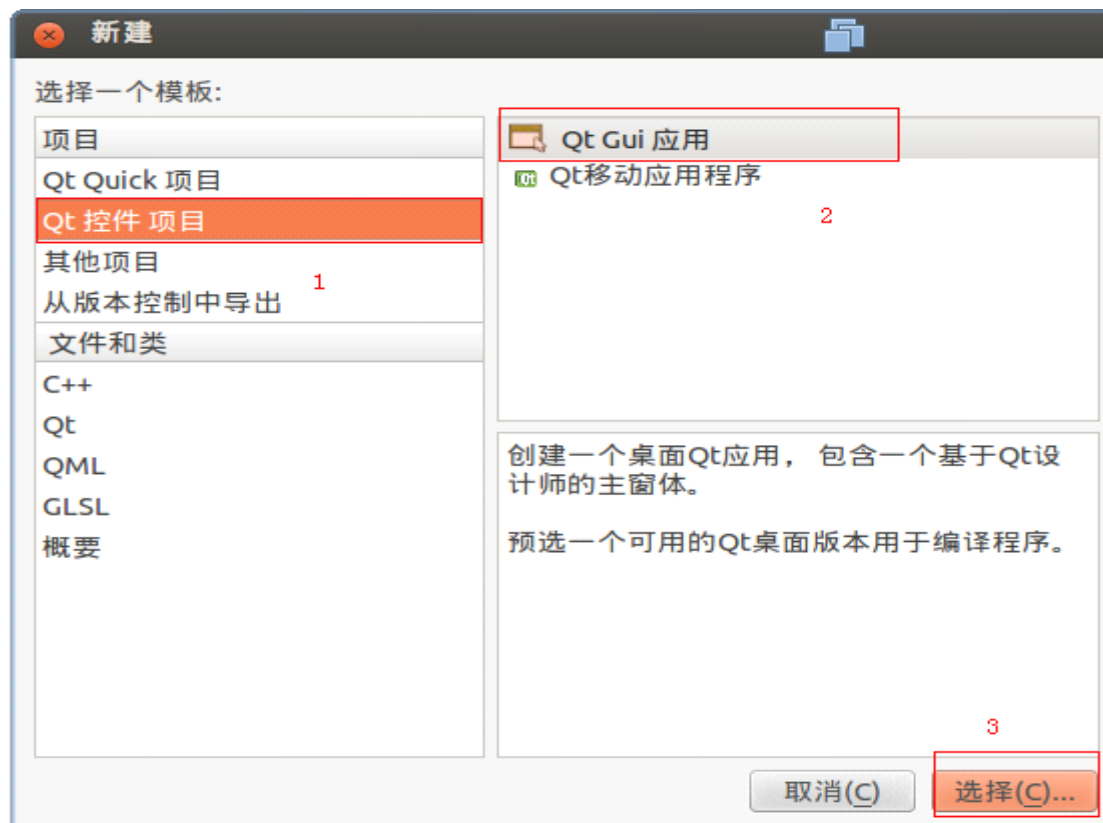 新建
选择一个模板:
项目
Qt Quick 项目
Qt 控件 项目
其他项目
1
从版本控制中导出
文件和类
C++
Qt
QML
GLSL
概要
Qt Gui 应用
Qt
Qt移动应用程序
2
创建一个桌面Qt应用， 包含一个基于Qt设
计师的主窗体。
预选一个可用的Qt桌面版本用于编译程序。
3
取消(C)
选择(C)...